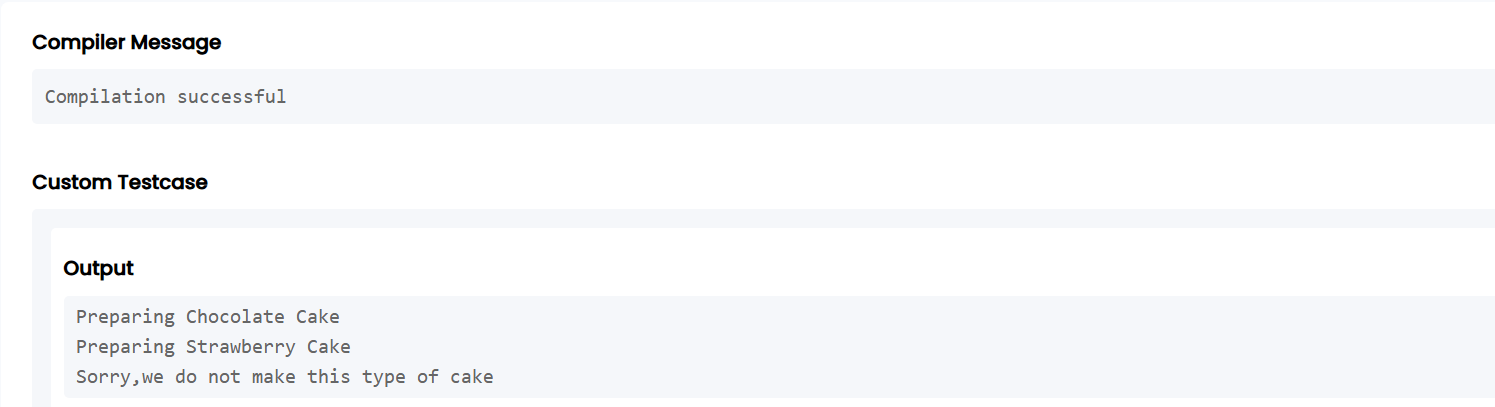 Compiler Message
Compilation successful
Custom Testcase
Output
Preparing Chocolate Cake
Preparing Strawberry Cake
Sorry,we do not make this type of cake